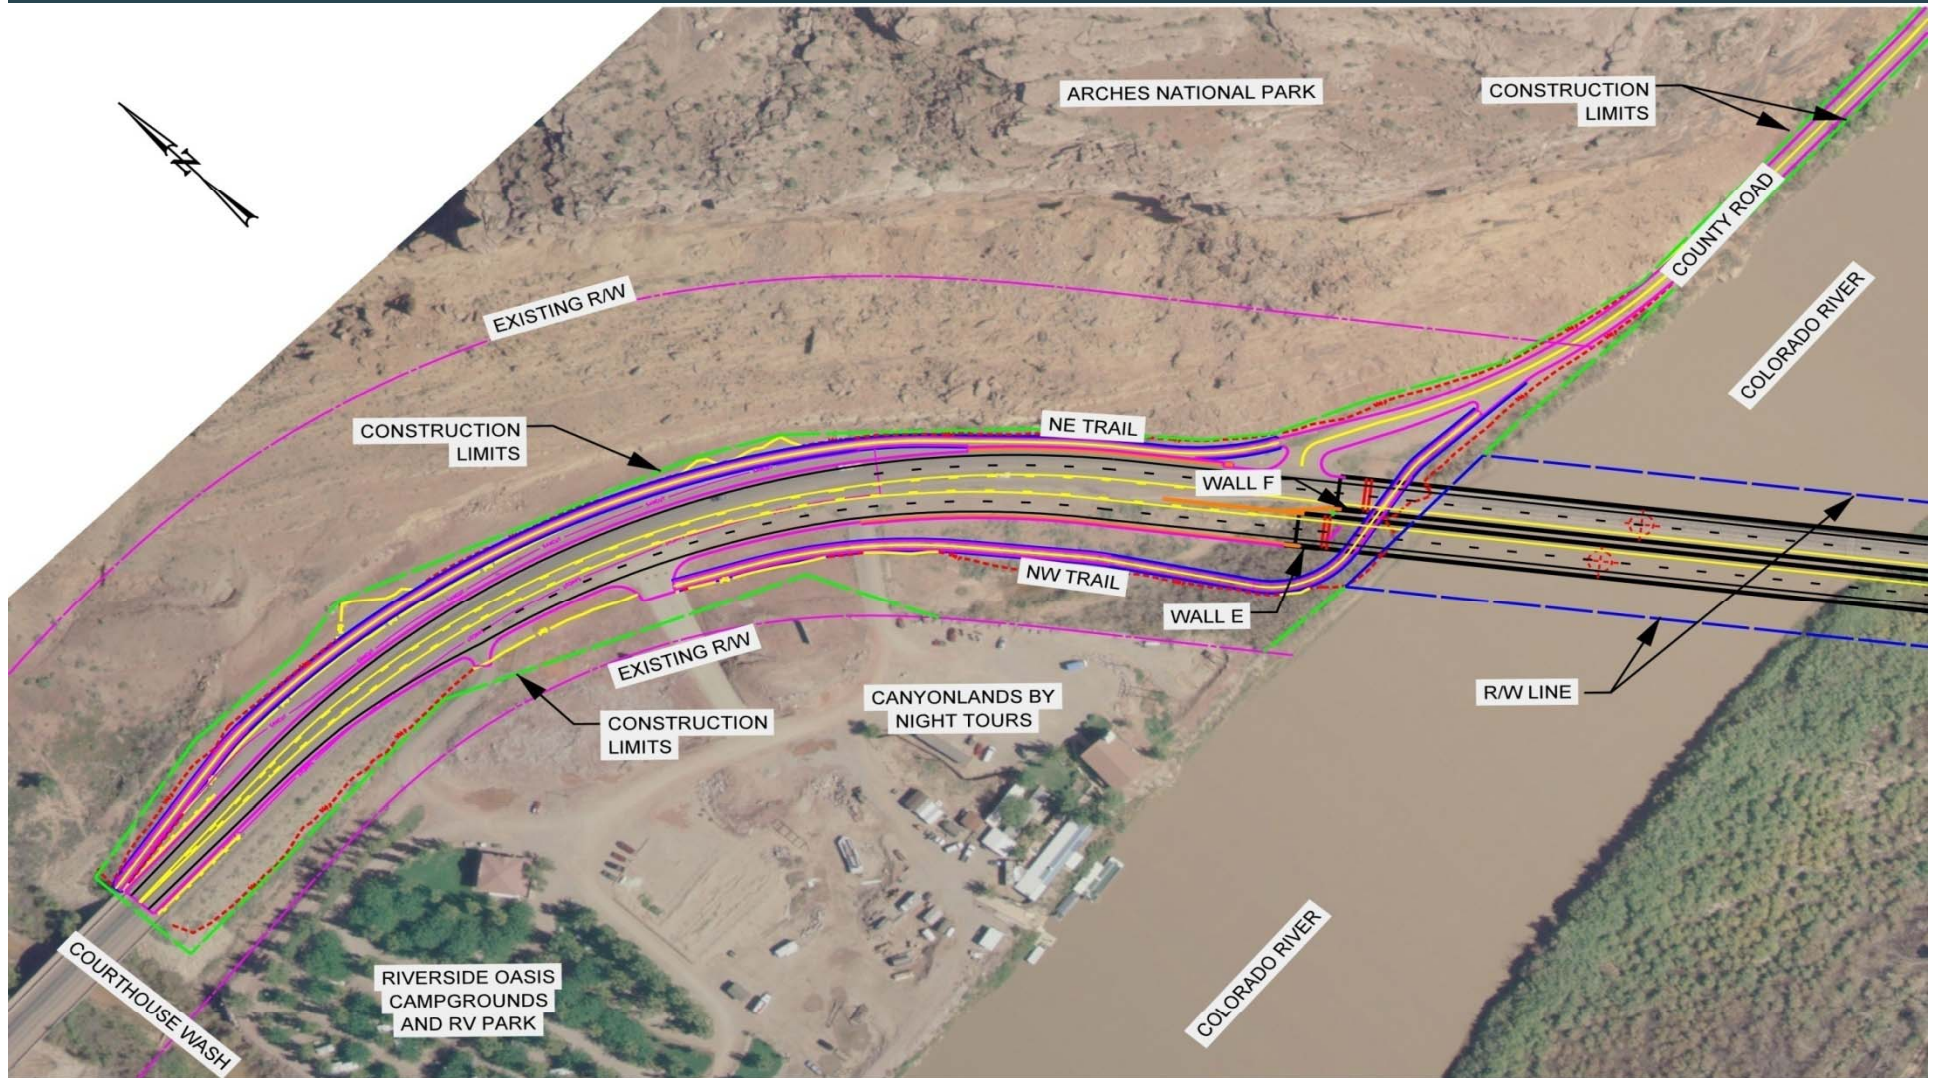 ARCHES NATIONAL PARK
CONSTRUCTION
LIMITS
N
COUNTY ROAD
COLORADO RIVER
EXISTING R/W
CONSTRUCTION
LIMITS
NE TRAIL
WALL F
NW TRAIL
WALL E
EXISTING R/W
R/W LINE
CANYONLANDS BY
NIGHT TOURS
CONSTRUCTION
LIMITS
COLORADO RIVER
COURTHOUSE WASH
RIVERSIDE OASIS
CAMPGROUNDS
AND RV PARK